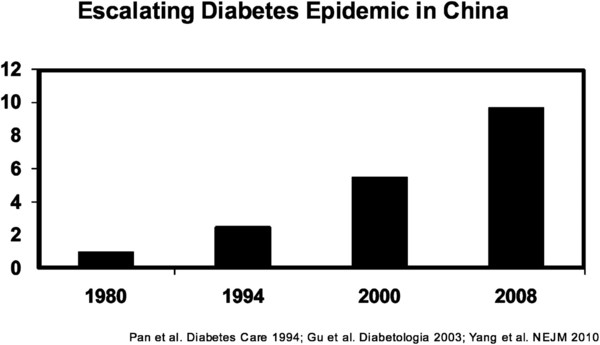 Escalating Diabetes Epidemic in China
12
10
8
6
4
2
0
1980 1994 2000 2008
Pan et al. Diabetes Care 1994; Gu et al. Diabetologia 2003; Yang et al. NEJM 2010